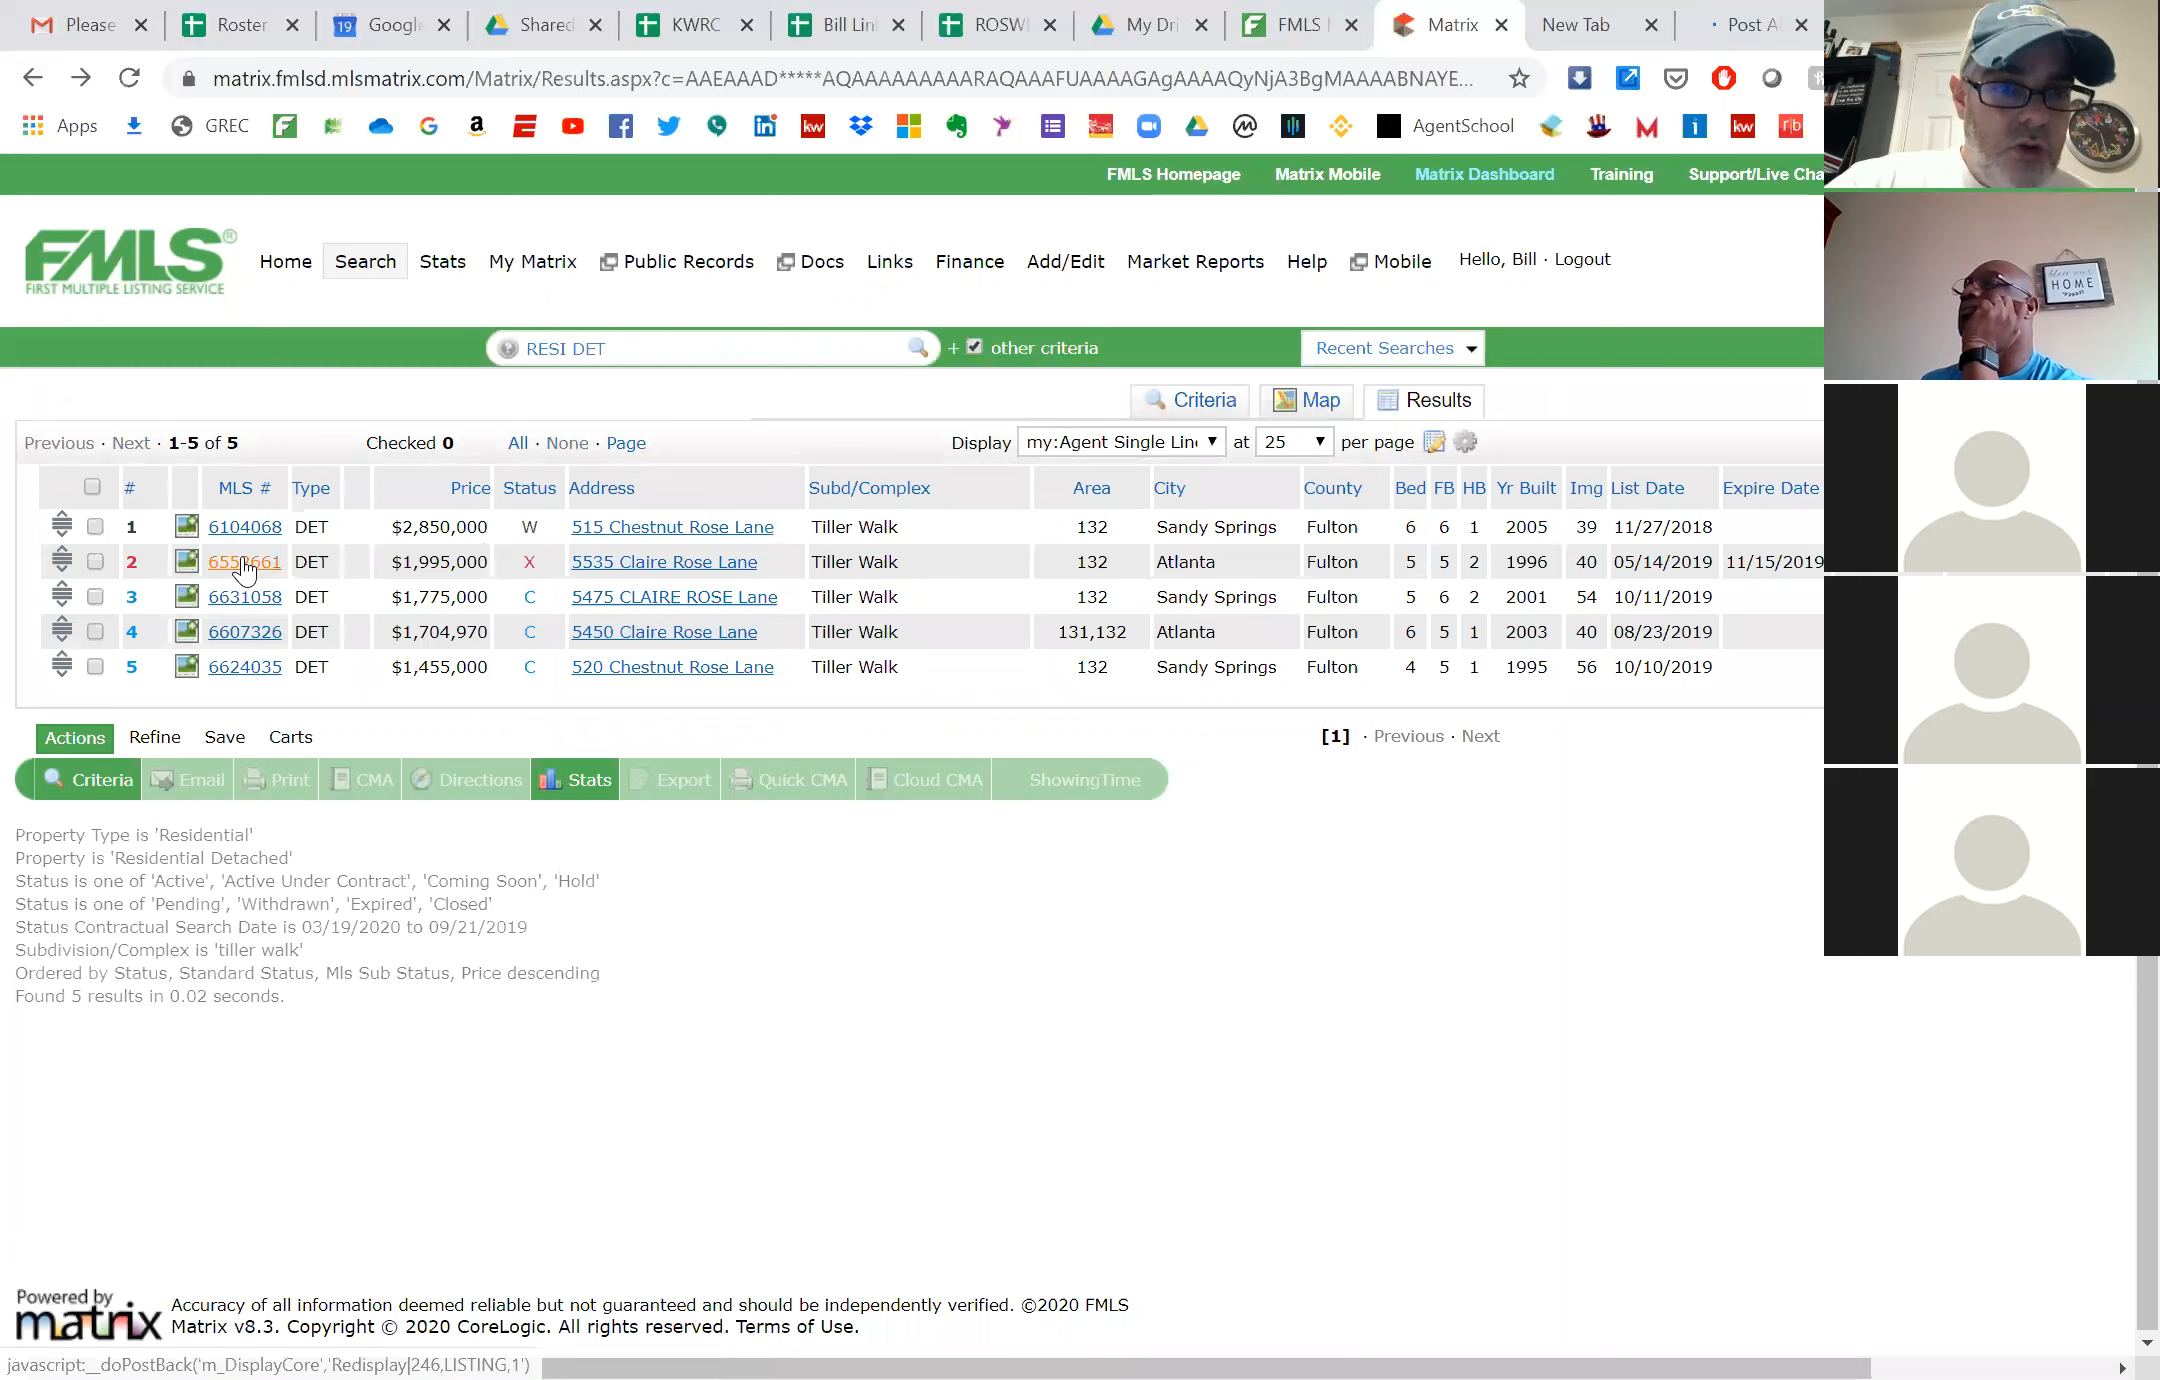 Please
Roster
19 Google
Shared
KWRC
Bill Lin
ROSW
My Dri
FMLS
Matrix
New Tab
Post A
matrix.fmlsd.mlsmatrix.com/Matrix/Results.aspx?c=AAEAAAD*****AQAAAAAAAAARAQAAAFUAAAAGAgAAAAQyNjA3BgMAAAABNAYE...
Apps
GREC
AgentSchool
FMLS Homepage Matrix Mobile Matrix Dashboard Training Support/Live Cha
FMLS®
FIRST MULTIPLE LISTING SERVICE
Home Search Stats My Matrix Public Records Docs Links Finance Add/Edit Market Reports Help Mobile Hello, Bill · Logout
RESI DET + other criteria Recent Searches
HOME
Criteria Map Results
Previous · Next · 1-5 of 5 Checked 0 All · None · Page Display my:Agent Single Lin at 25 per page
# MLS # Type Price Status Address Subd/Complex Area City County Bed FB HB Yr Built Img List Date Expire Date
1 6104068 DET $2,850,000 W 515 Chestnut Rose Lane Tiller Walk 132 Sandy Springs Fulton 6 6 1 2005 39 11/27/2018
2 DET $1,995,000 X 5535 Claire Rose Lane Tiller Walk 132 Atlanta Fulton 5 5 2 1996 40 05/14/2019 11/15/2019
3 6631058 DET $1,775,000 C 5475 CLAIRE ROSE Lane Tiller Walk 132 Sandy Springs Fulton 5 6 2 2001 54 10/11/2019
4 6607326 DET $1,704,970 C 5450 Claire Rose Lane Tiller Walk 131,132 Atlanta Fulton 6 5 1 2003 40 08/23/2019
5 6624035 DET $1,455,000 C 520 Chestnut Rose Lane Tiller Walk 132 Sandy Springs Fulton 4 5 1 1995 56 10/10/2019
Actions Refine Save Carts [1] · Previous · Next
Criteria Email Print CMA Directions Stats Export Quick CMA Cloud CMA ShowingTime
Property Type is 'Residential'
Property is 'Residential Detached'
Status is one of 'Active', 'Active Under Contract', 'Coming Soon', 'Hold'
Status is one of 'Pending', 'Withdrawn', 'Expired', 'Closed'
Status Contractual Search Date is 03/19/2020 to 09/21/2019
Subdivision/Complex is 'tiller walk'
Ordered by Status, Standard Status, Mls Sub Status, Price descending
Found 5 results in 0.02 seconds.
Powered by
matrix
Accuracy of all information deemed reliable but not guaranteed and should be independently verified. ©2020 FMLS
Matrix v8.3. Copyright © 2020 CoreLogic. All rights reserved. Terms of Use.
javascript:__doPostBack('m_DisplayCore','Redisplay|246,LISTING,1')